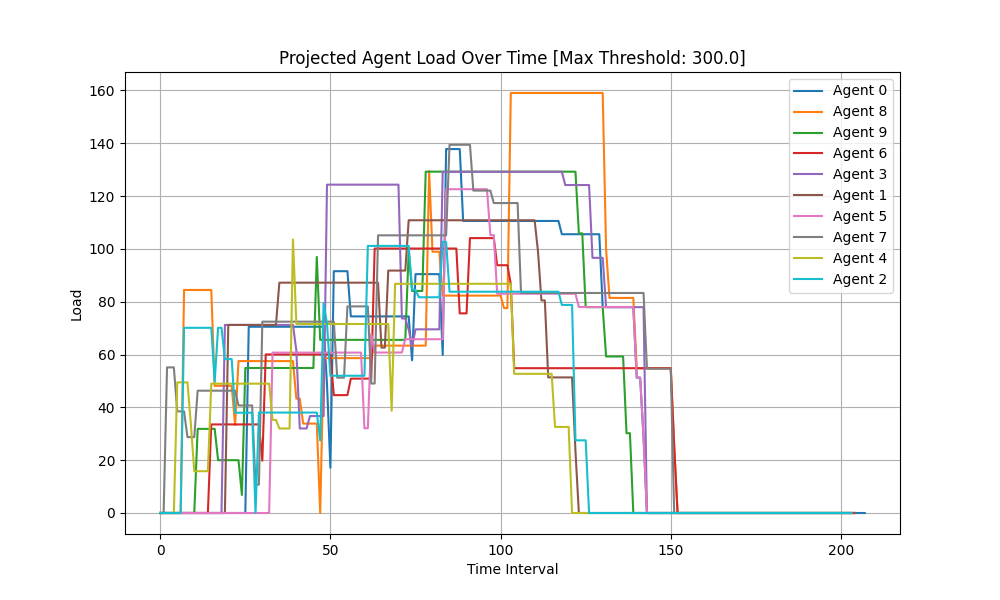 Projected Agent Load Over Time [Max Threshold: 300.0]
Load
160
140
120
100
80
60
40
20
0
0
50
100
150
200
Time Interval
Agent 0
Agent 8
Agent 9
Agent 6
Agent 3
Agent 1
Agent 5
Agent 7
Agent 4
Agent 2